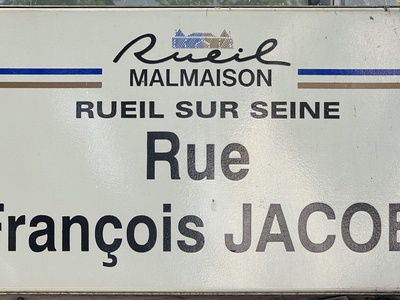 Rueil
MALMAISON
RUEIL SUR SEINE
Rue
François JACOB